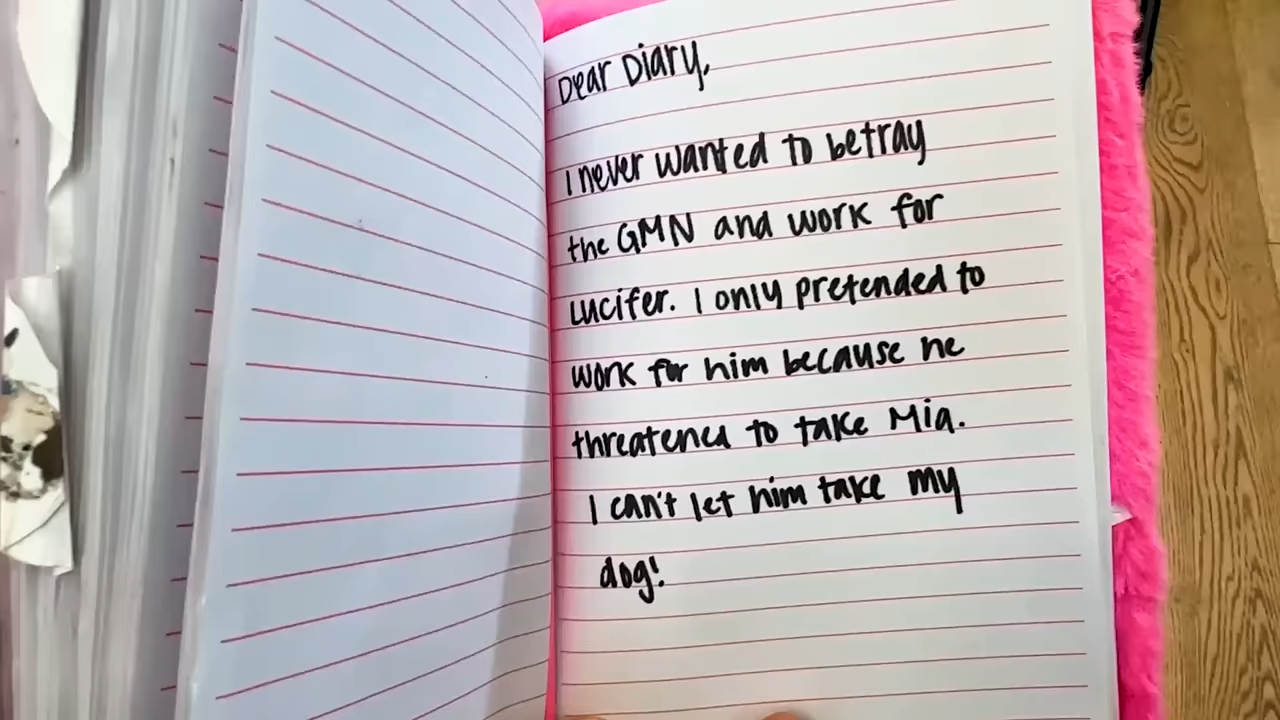 Dear Diary,
I never wanted to betray
the GMN and work for
Lucifer. I only pretended to
work for him because he
threatened to take Mia.
I can't let him take my
dog!